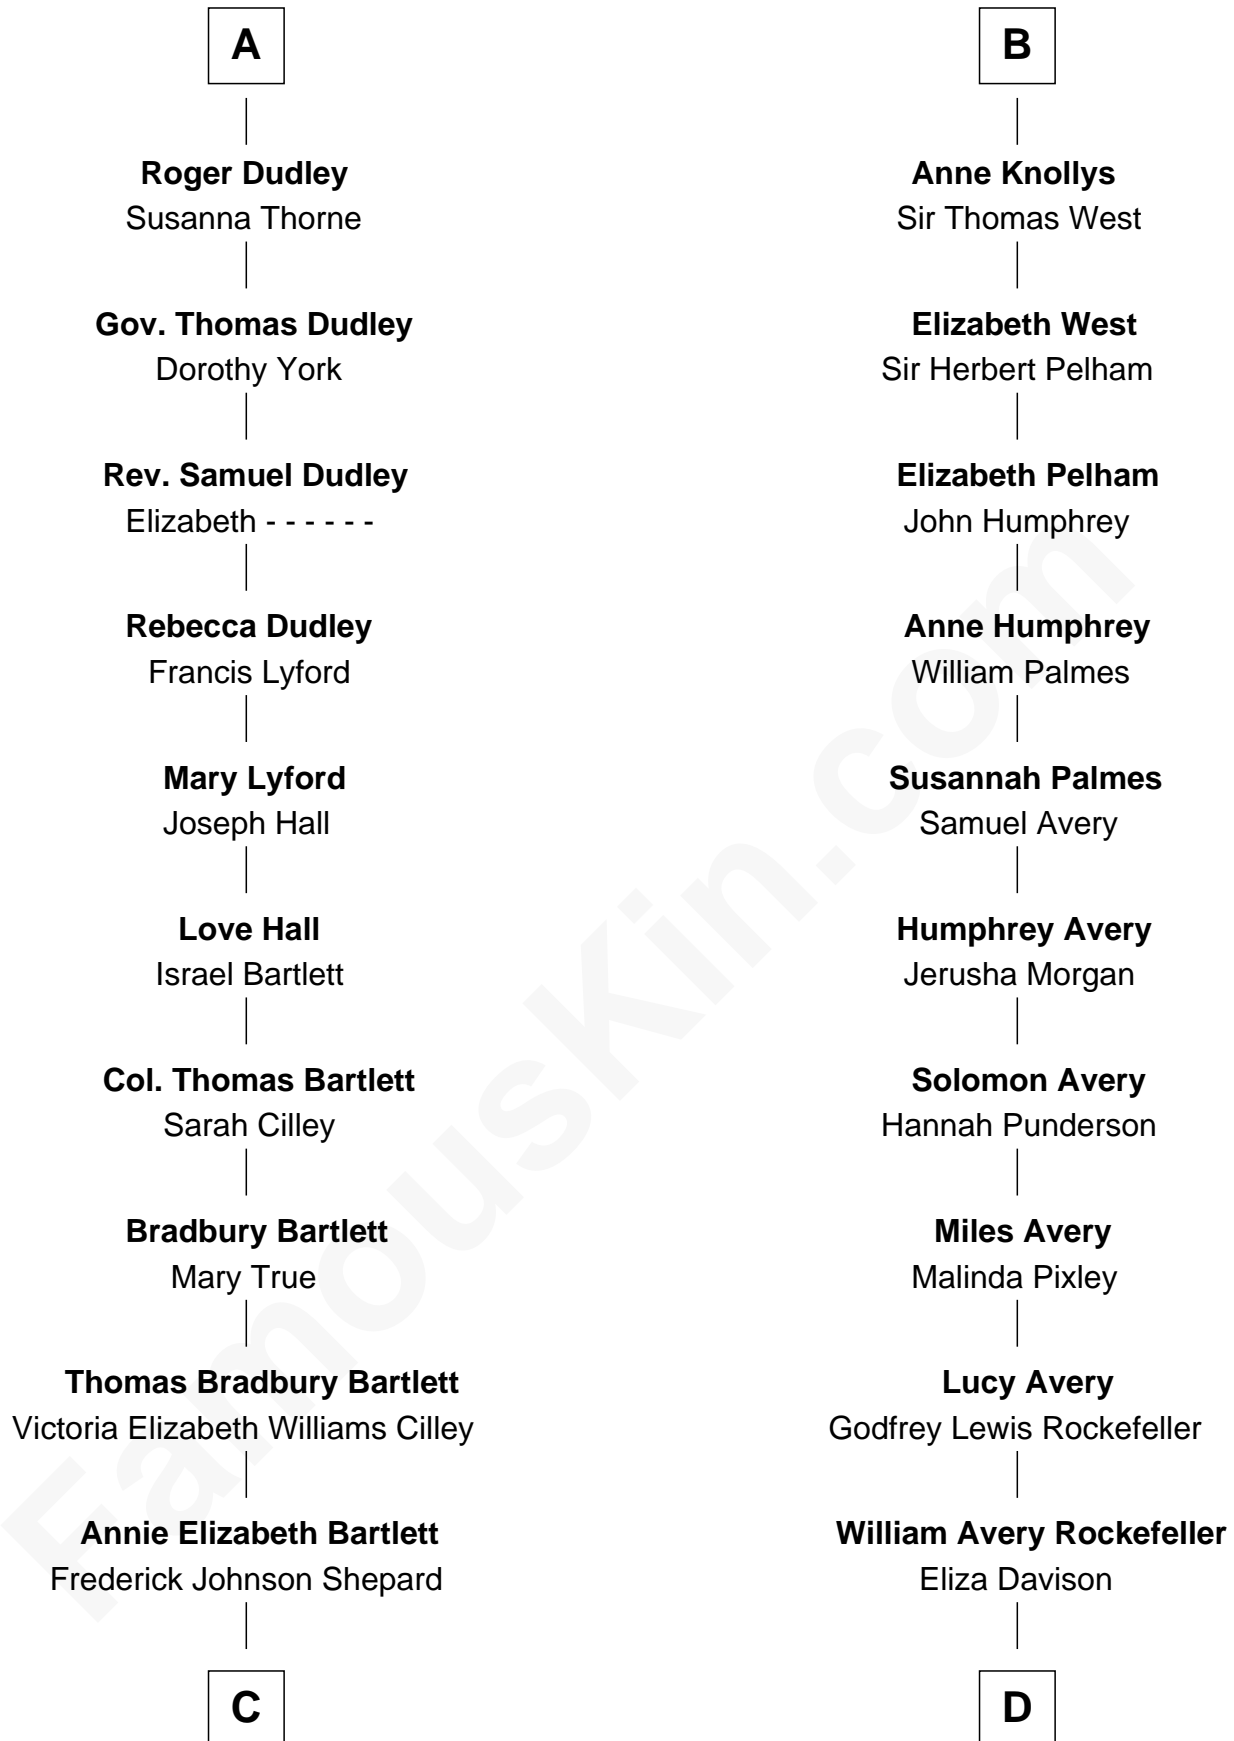 A
Roger Dudley
Susanna Thorne
Gov. Thomas Dudley
Dorothy York
Rev. Samuel Dudley
Elizabeth - - - - - -
Rebecca Dudley
Francis Lyford
Mary Lyford
Joseph Hall
Love Hall
Israel Bartlett
Col. Thomas Bartlett
Sarah Cilley
Bradbury Bartlett
Mary True
Thomas Bradbury Bartlett
Victoria Elizabeth Williams Cilley
Annie Elizabeth Bartlett
Frederick Johnson Shepard
C
B
Anne Knollys
Sir Thomas West
Elizabeth West
Sir Herbert Pelham
Elizabeth Pelham
John Humphrey
Anne Humphrey
William Palmes
Susannah Palmes
Samuel Avery
Humphrey Avery
Jerusha Morgan
Solomon Avery
Hannah Punderson
Miles Avery
Malinda Pixley
Lucy Avery
Godfrey Lewis Rockefeller
William Avery Rockefeller
Eliza Davison
D
FamousKin.com